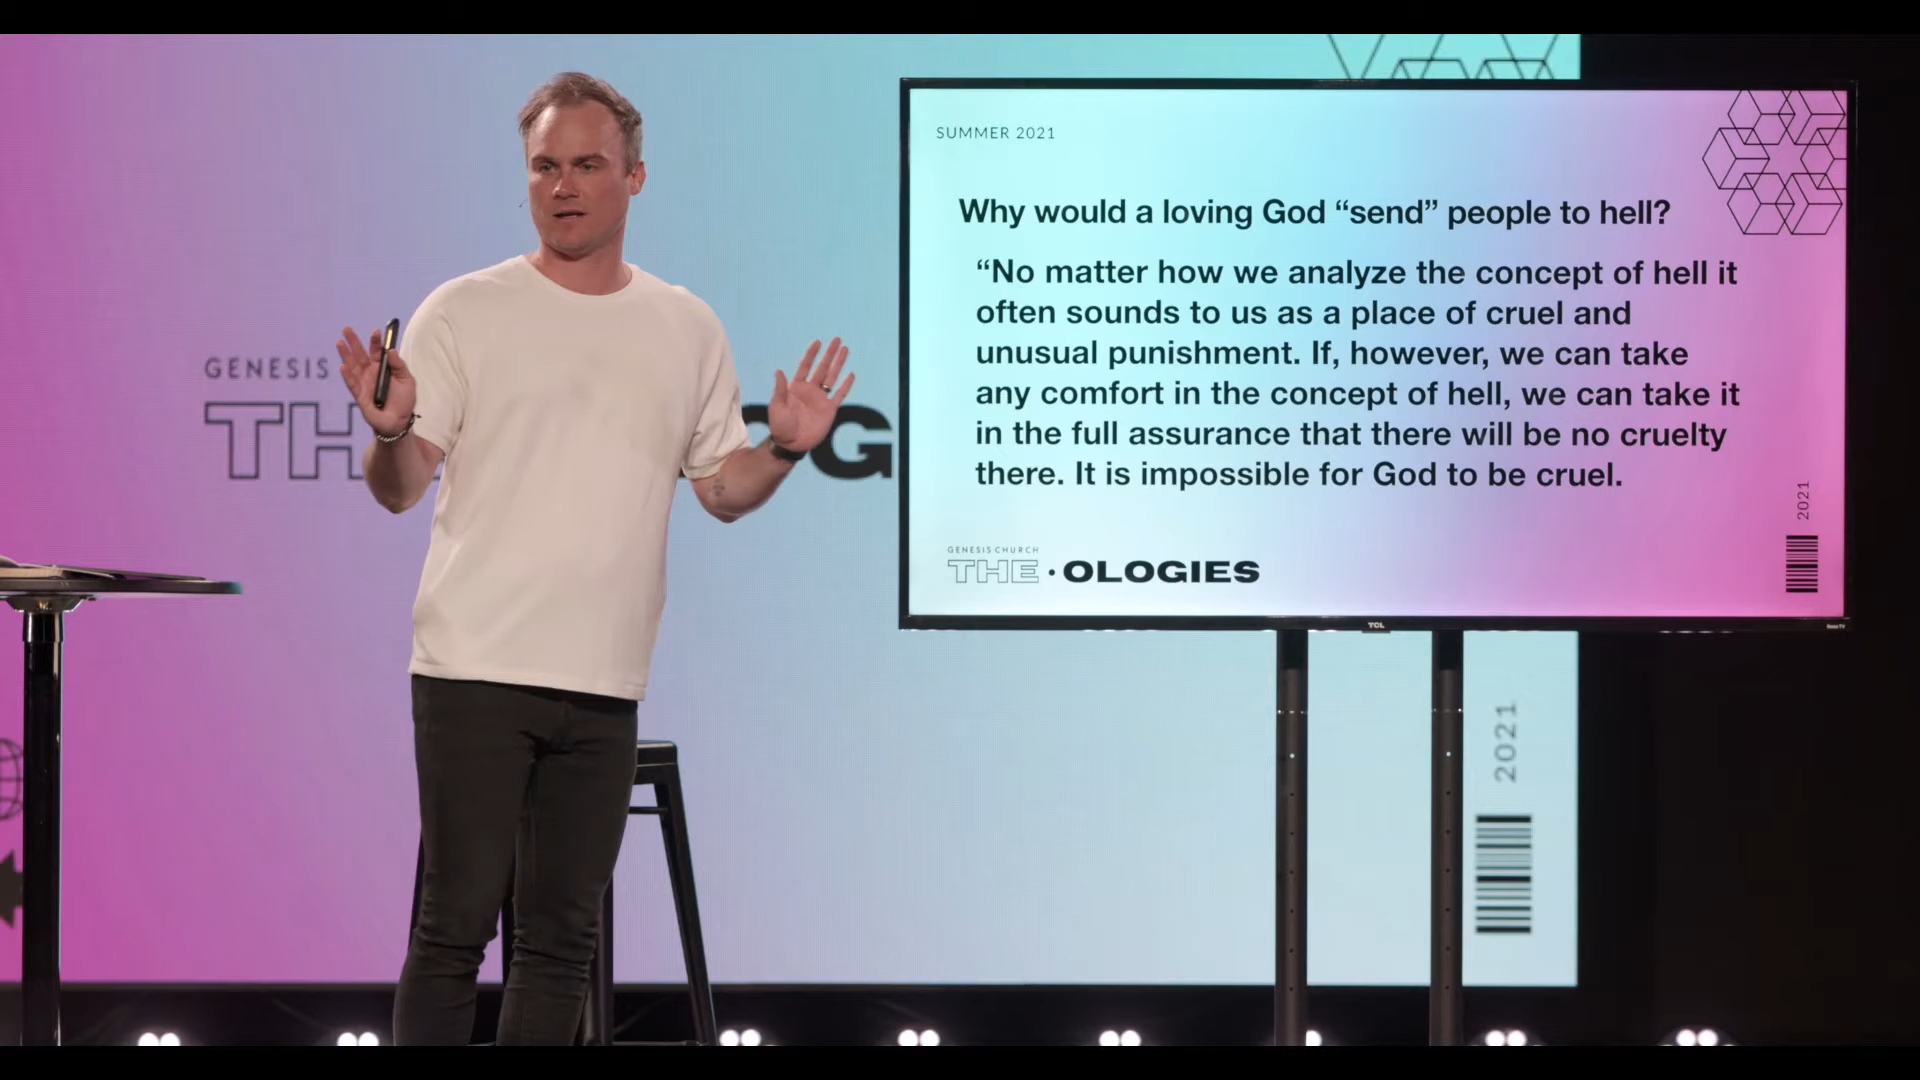 SUMMER 2021
Why would a loving God “send” people to hell?
“No matter how we analyze the concept of hell it
often sounds to us as a place of cruel and
unusual punishment. If, however, we can take
any comfort in the concept of hell, we can take it
in the full assurance that there will be no cruelty
there. It is impossible for God to be cruel.
2021
GENESIS CHURCH
THE · OLOGIES
TCL
Roku TV
GENESIS
TH OG
2021